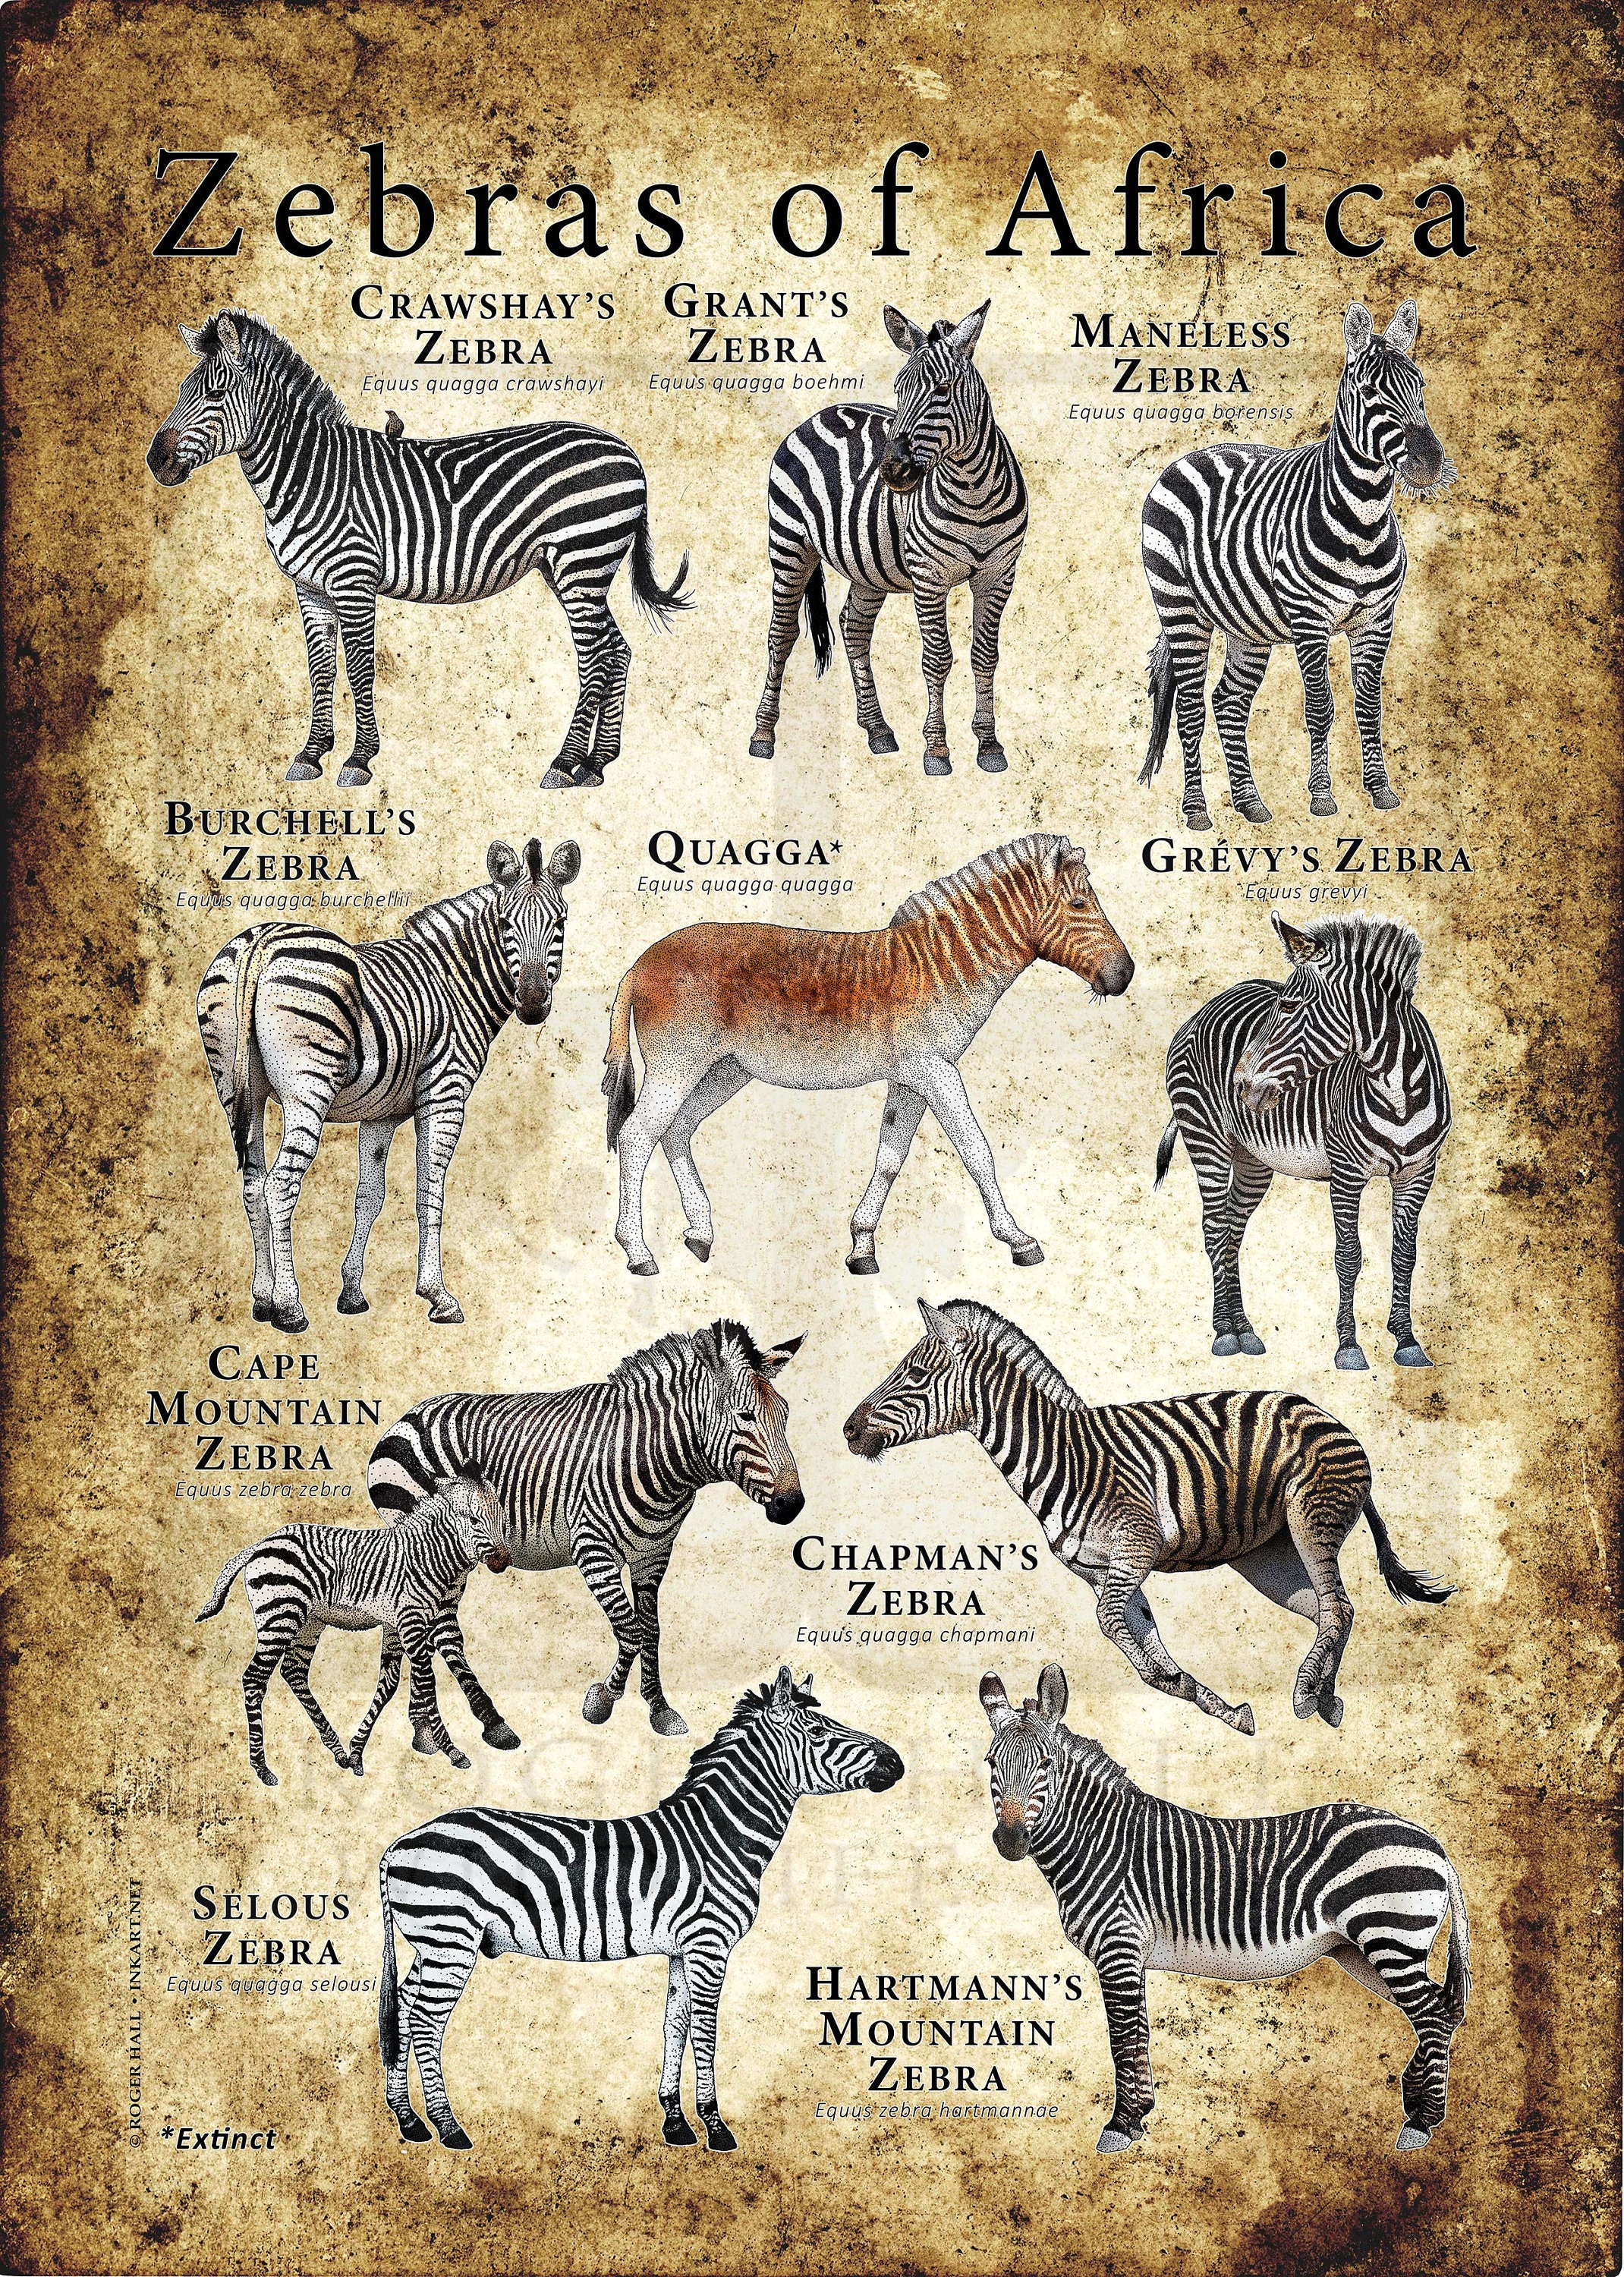 Zebras of Africa
CRAWSHAY'S
ZEBRA
Equus quagga crawshayi
GRANT'S
ZEBRA
Equus quagga boehmi
MANELESS
ZEBRA
Equus quagga borensis
BURCHELL'S
ZEBRA
Equus quagga burchellii
QUAGGA*
Equus quagga quagga
GRÉVY'S ZEBRA
Equus grevyi
CAPE
MOUNTAIN
ZEBRA
Equus zebra zebra
CHAPMAN'S
ZEBRA
Equus quagga chapmani
SELOUS
ZEBRA
Equus quagga selousi
HARTMANN'S
MOUNTAIN
ZEBRA
Equus zebra hartmannae
© ROGER HALL • INKART.NET
*Extinct